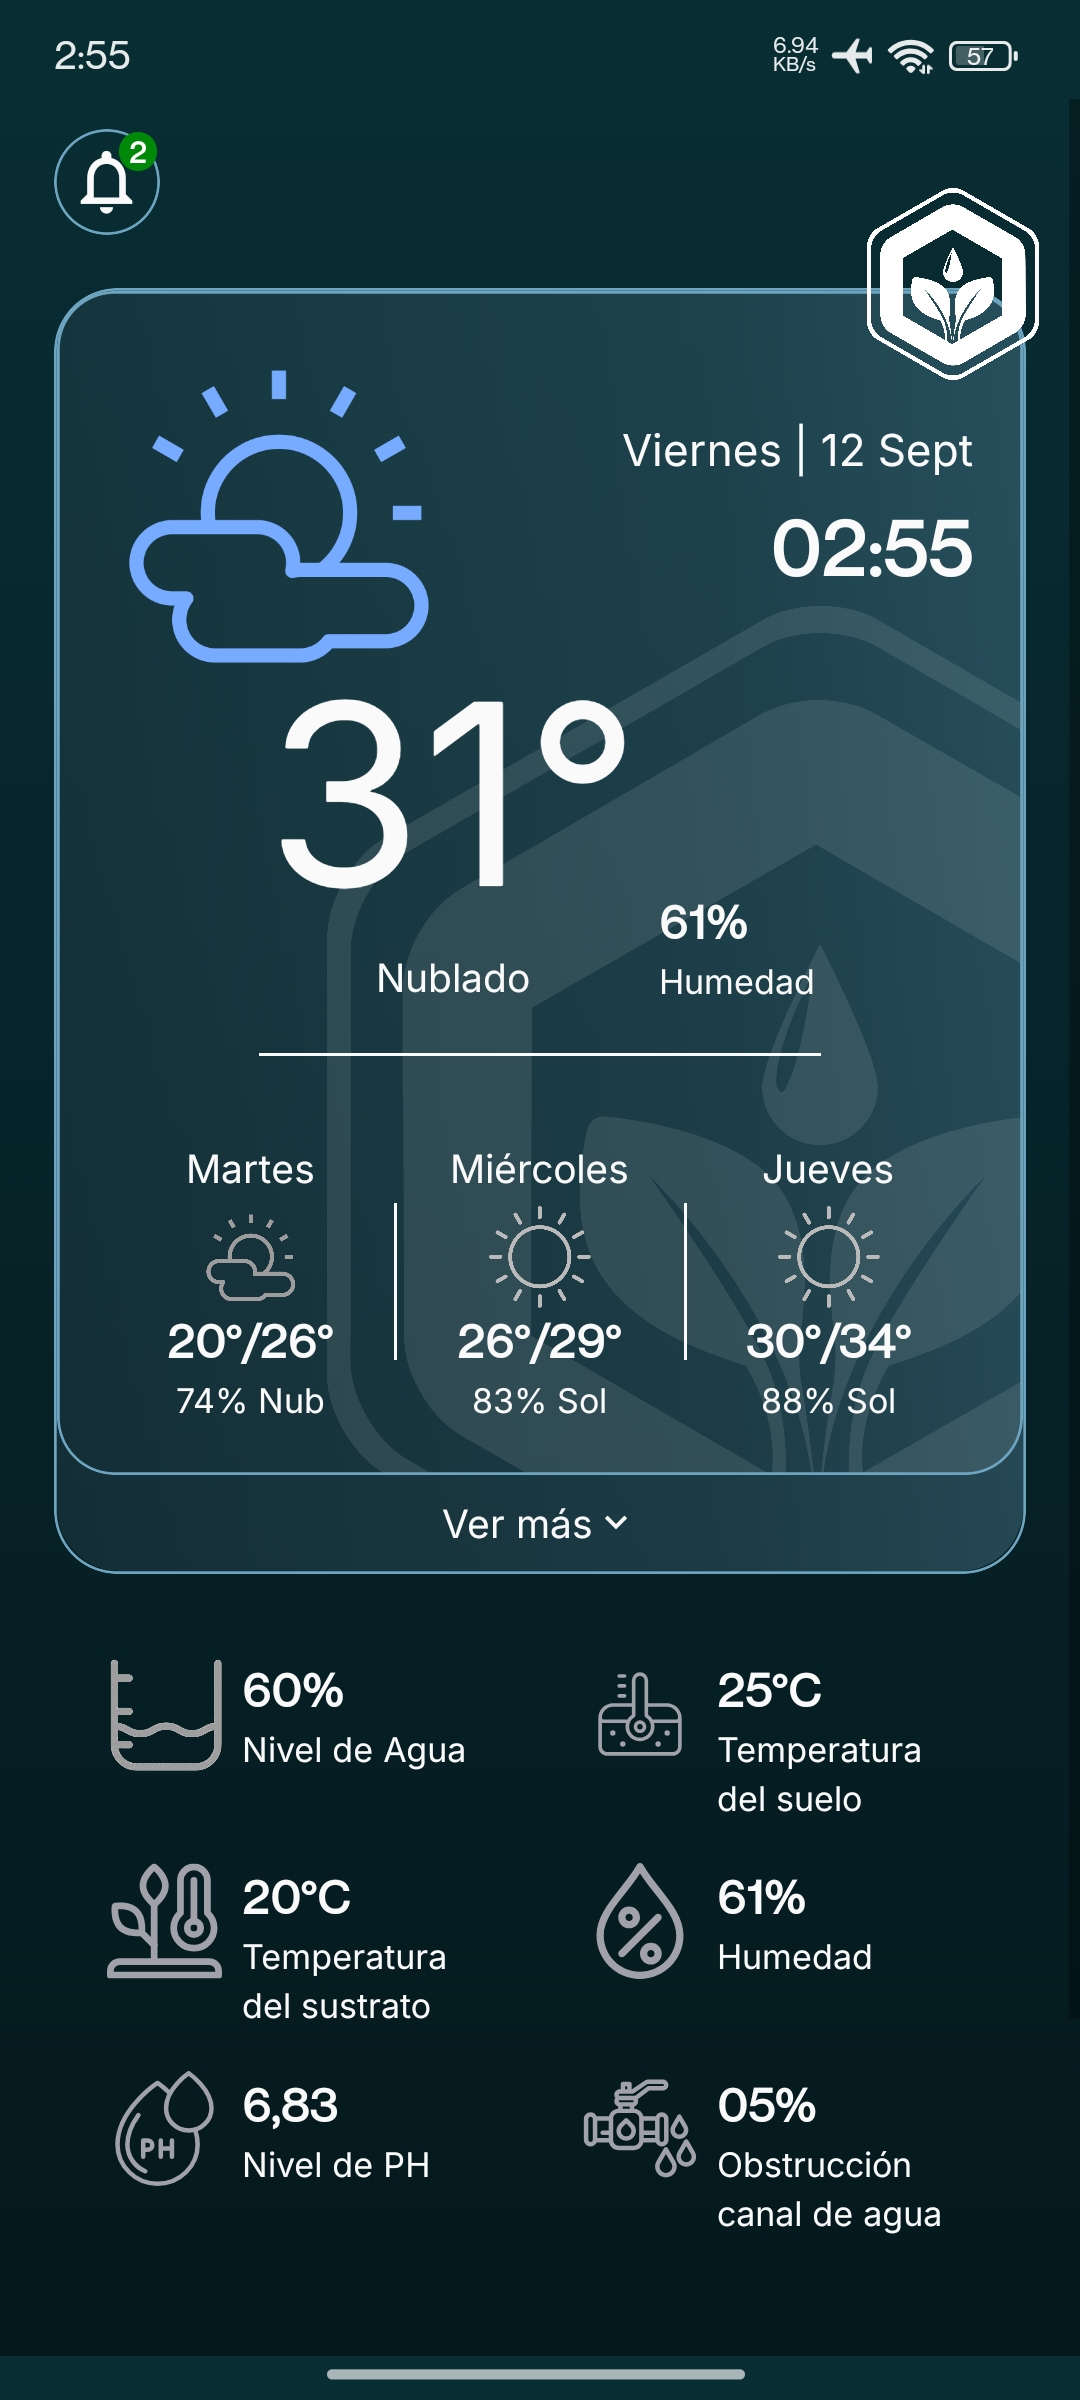 2:55
6.94
KB/s
57
2
Viernes | 12 Sept
02:55
31°
61%
Nublado
Humedad
Martes
Miércoles
Jueves
20°/26°
26°/29°
30°/34°
74% Nub
83% Sol
88% Sol
Ver más
60%
Nivel de Agua
25°C
Temperatura
del suelo
20°C
Temperatura
del sustrato
61%
Humedad
PH
6,83
Nivel de PH
05%
Obstrucción
canal de agua